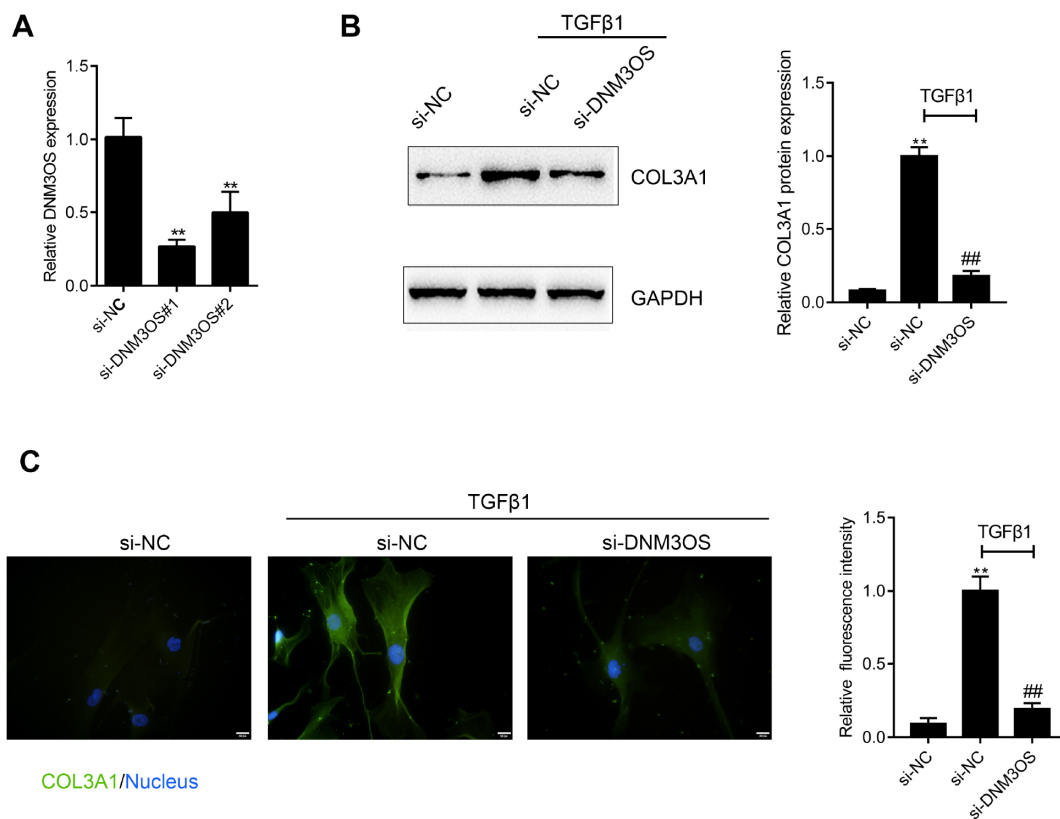 A
Relative DNM3OS expression
1.5
1.0
0.5
0.0
**
**
si-NC
si-DNM3OS#1
si-DNM3OS#2
B
TGFβ1
si-NC
si-NC
si-DNM3OS
COL3A1
GAPDH
Relative COL3A1 protein expression
1.5
1.0
0.5
0.0
TGFβ1
**
##
si-NC
si-NC
si-DNM3OS
C
TGFβ1
si-NC
si-NC
si-DNM3OS
COL3A1/Nucleus
Relative fluorescence intensity
1.5
1.0
0.5
0.0
TGFβ1
**
##
si-NC
si-NC
si-DNM3OS